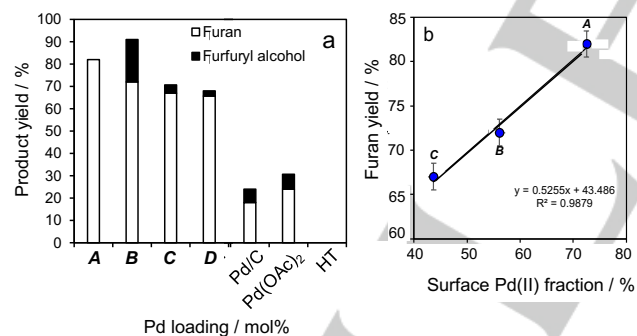 a
Furan
Furfuryl alcohol
Product yield / %
100
90
80
70
60
50
40
30
20
10
0
A
B
C
D
Pd/C
Pd(OAc)₂
HT
Pd loading / mol%
b
Furan yield / %
85
80
75
70
65
60
A
B
C
y = 0.5255x + 43.486
R² = 0.9879
40 50 60 70 80
Surface Pd(II) fraction / %